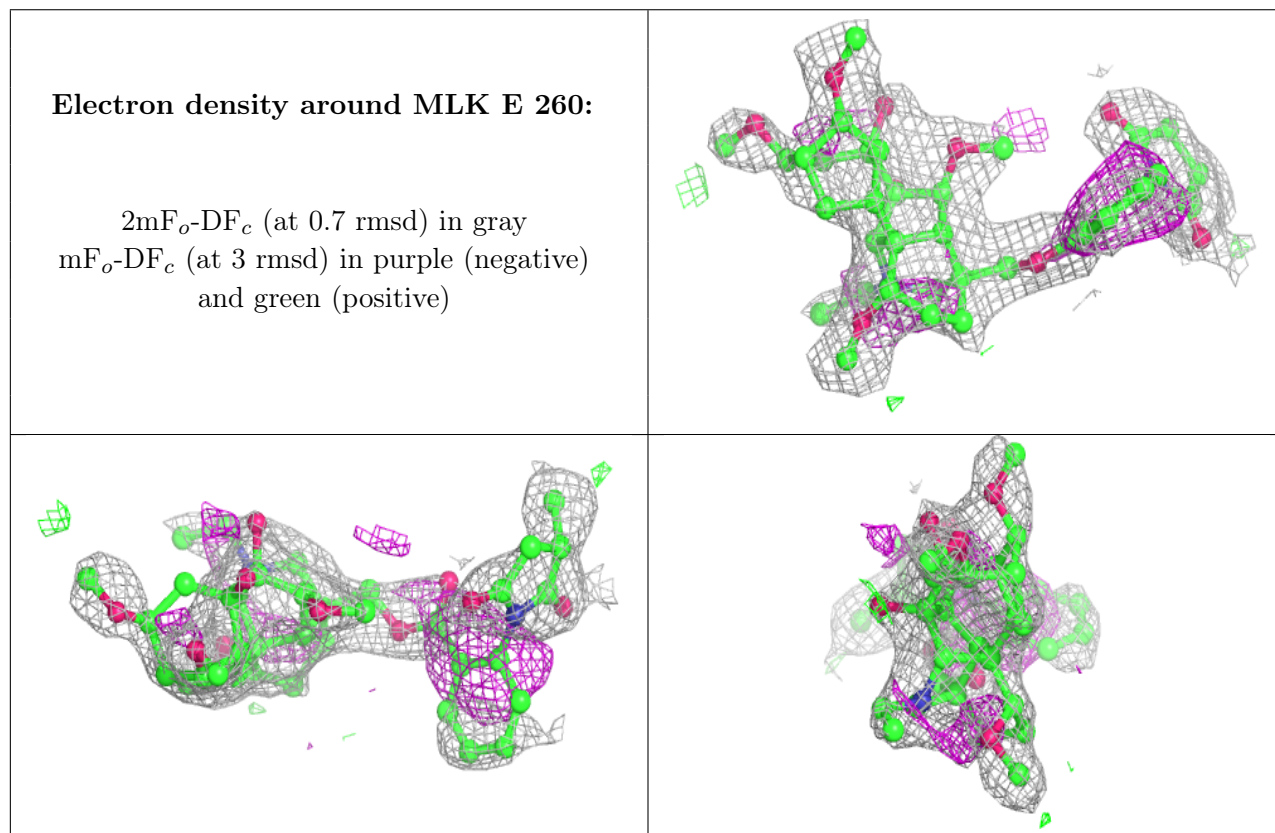 Electron density around MLK E 260:
2mFₒ-DF𝒸 (at 0.7 rmsd) in gray
mFₒ-DF𝒸 (at 3 rmsd) in purple (negative)
and green (positive)